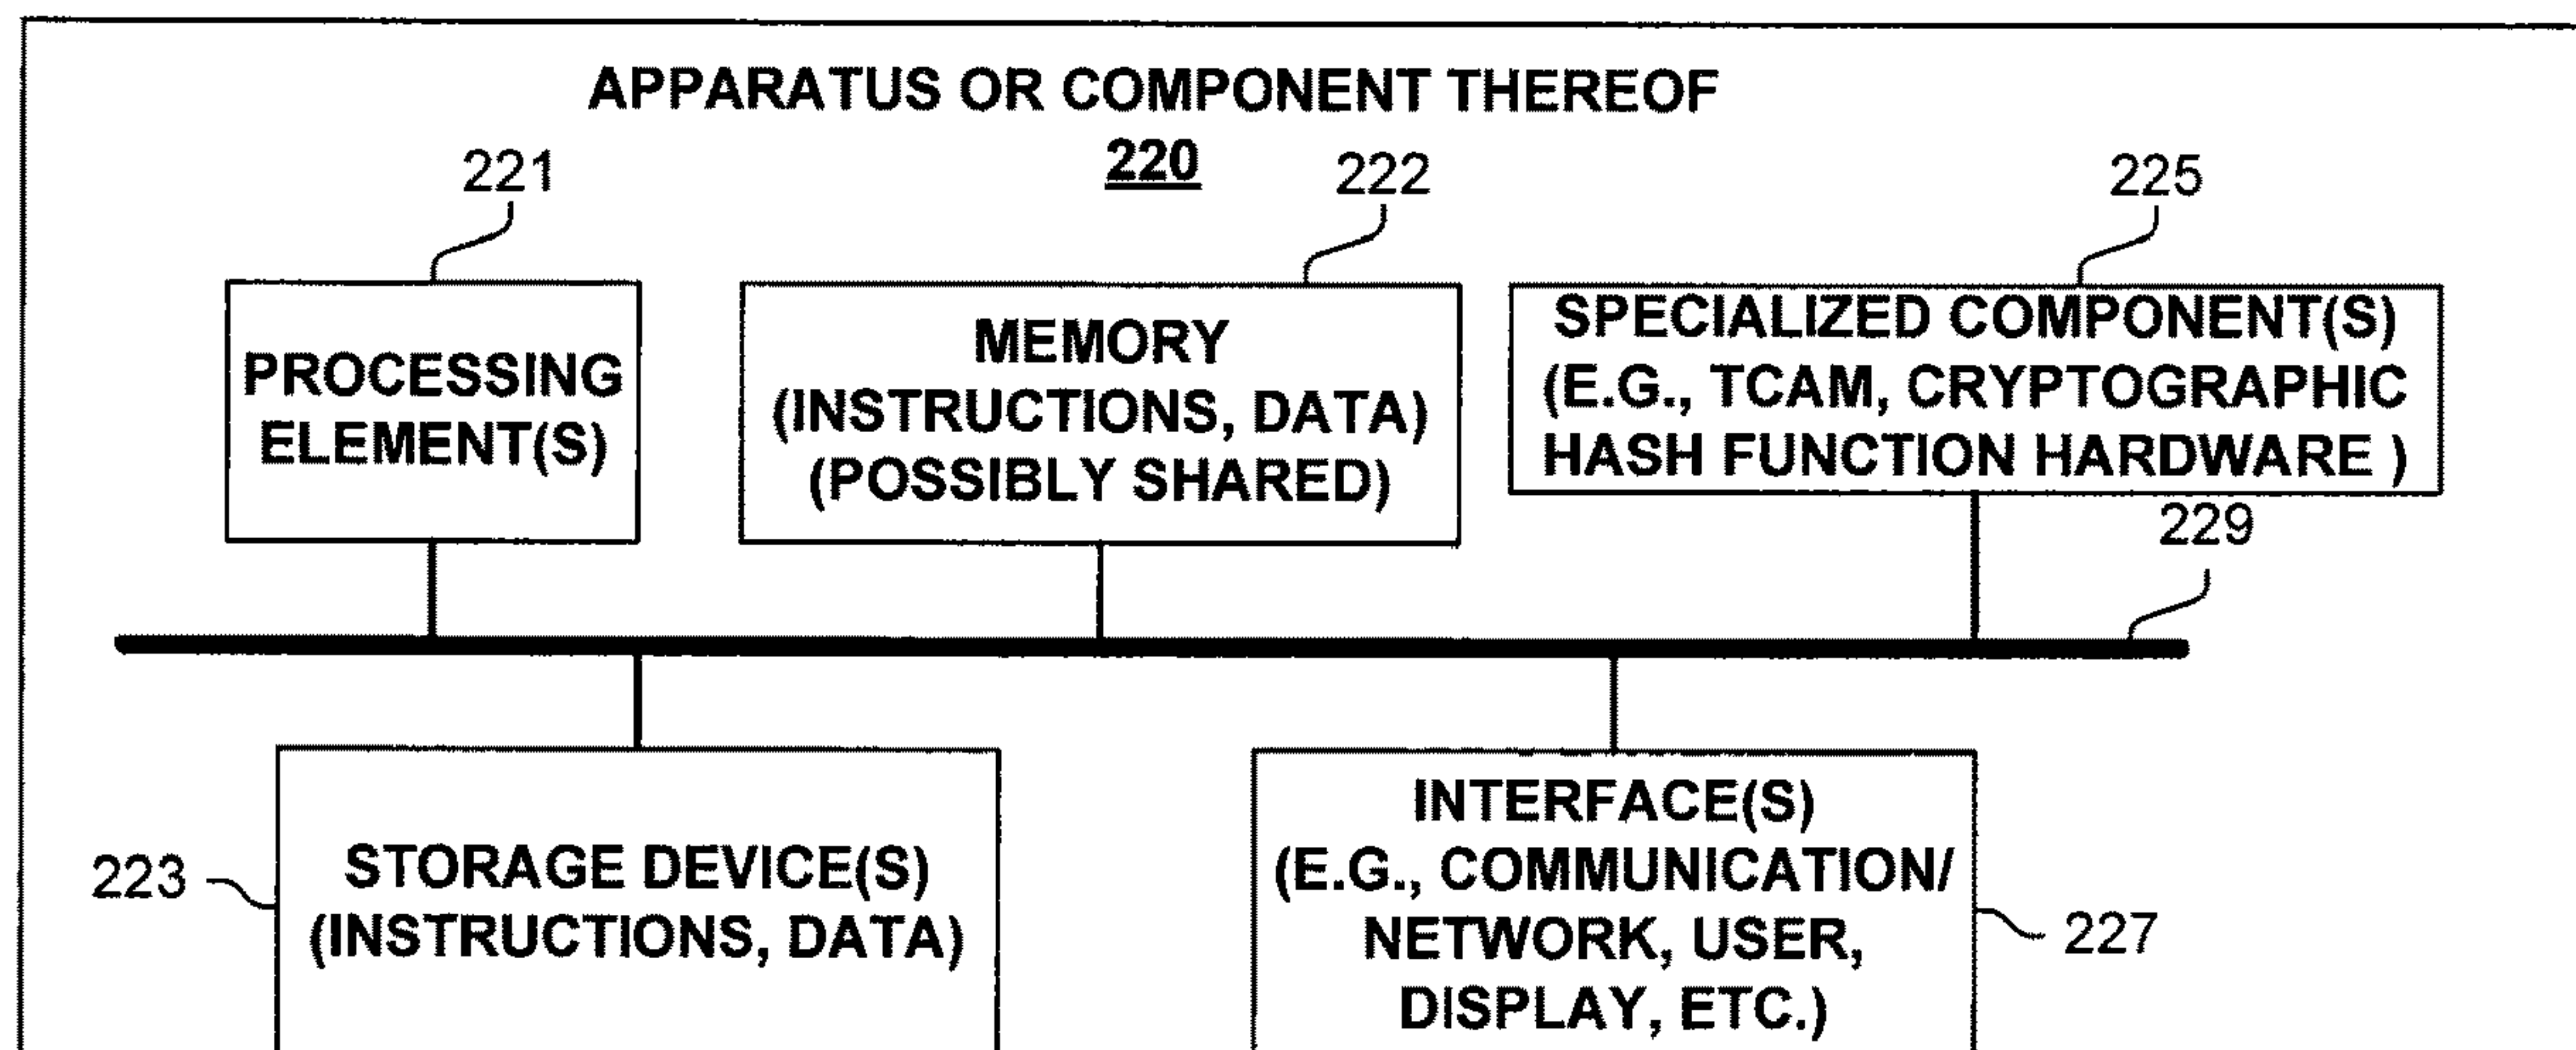 APPARATUS OR COMPONENT THEREOF
220
221
222
225
PROCESSING
ELEMENT(S)
MEMORY
(INSTRUCTIONS, DATA)
(POSSIBLY SHARED)
SPECIALIZED COMPONENT(S)
(E.G., TCAM, CRYPTOGRAPHIC
HASH FUNCTION HARDWARE )
229
223
STORAGE DEVICE(S)
(INSTRUCTIONS, DATA)
INTERFACE(S)
(E.G., COMMUNICATION/
NETWORK, USER,
DISPLAY, ETC.)
227